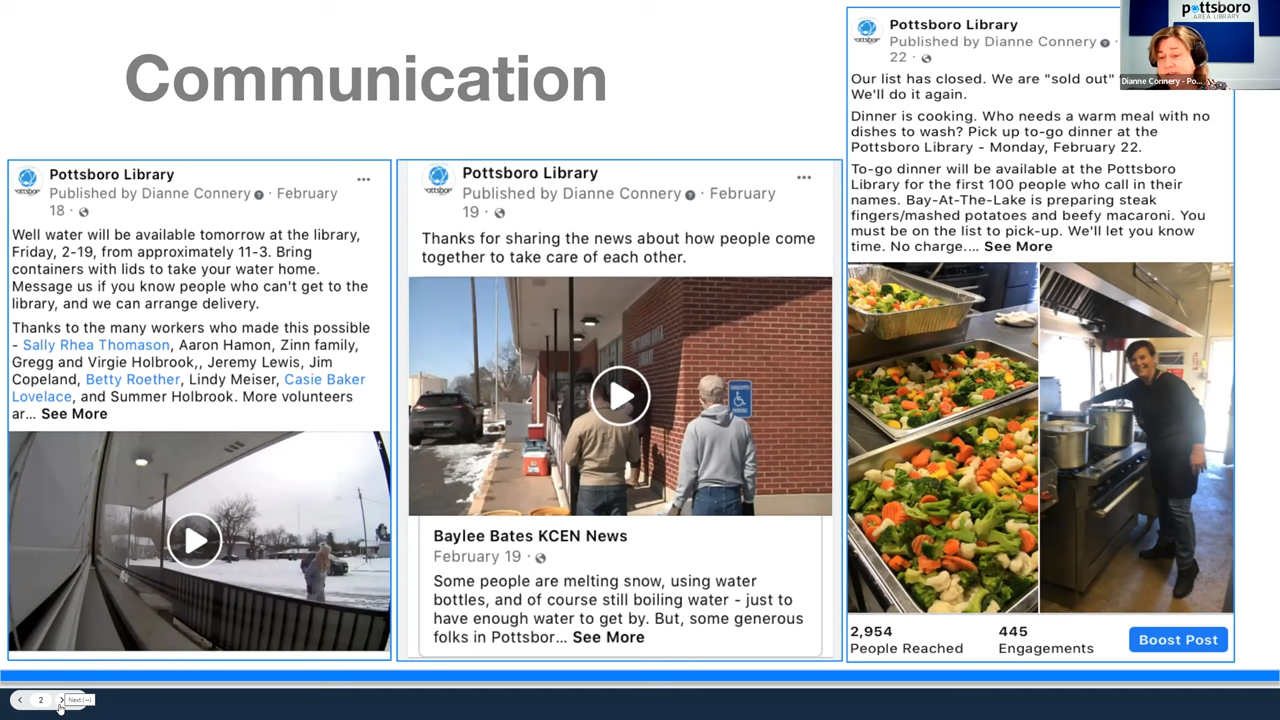 Communication
Pottsboro Library
Published by Dianne Connery · February
18 ·
Well water will be available tomorrow at the library,
Friday, 2-19, from approximately 11-3. Bring
containers with lids to take your water home.
Message us if you know people who can't get to the
library, and we can arrange delivery.
Thanks to the many workers who made this possible
- Sally Rhea Thomason, Aaron Hamon, Zinn family,
Gregg and Virgie Holbrook,, Jeremy Lewis, Jim
Copeland, Betty Roether, Lindy Meiser, Casie Baker
Lovelace, and Summer Holbrook. More volunteers
ar... See More
Pottsboro Library
Published by Dianne Connery · February
19 ·
Thanks for sharing the news about how people come
together to take care of each other.
Baylee Bates KCEN News
February 19 ·
Some people are melting snow, using water
bottles, and of course still boiling water - just to
have enough water to get by. But, some generous
folks in Pottsbor... See More
Pottsboro Library
Published by Dianne Connery ·
22 ·
Our list has closed. We are "sold out"
We'll do it again.
Dinner is cooking. Who needs a warm meal with no
dishes to wash? Pick up to-go dinner at the
Pottsboro Library - Monday, February 22.
To-go dinner will be available at the Pottsboro
Library for the first 100 people who call in their
names. Bay-At-The-Lake is preparing steak
fingers/mashed potatoes and beefy macaroni. You
must be on the list to pick-up. We'll let you know
time. No charge.... See More
2,954
People Reached
445
Engagements
Boost Post
pottsboro
AREA LIBRARY
Dianne Connery - Po...
2
Next (→)